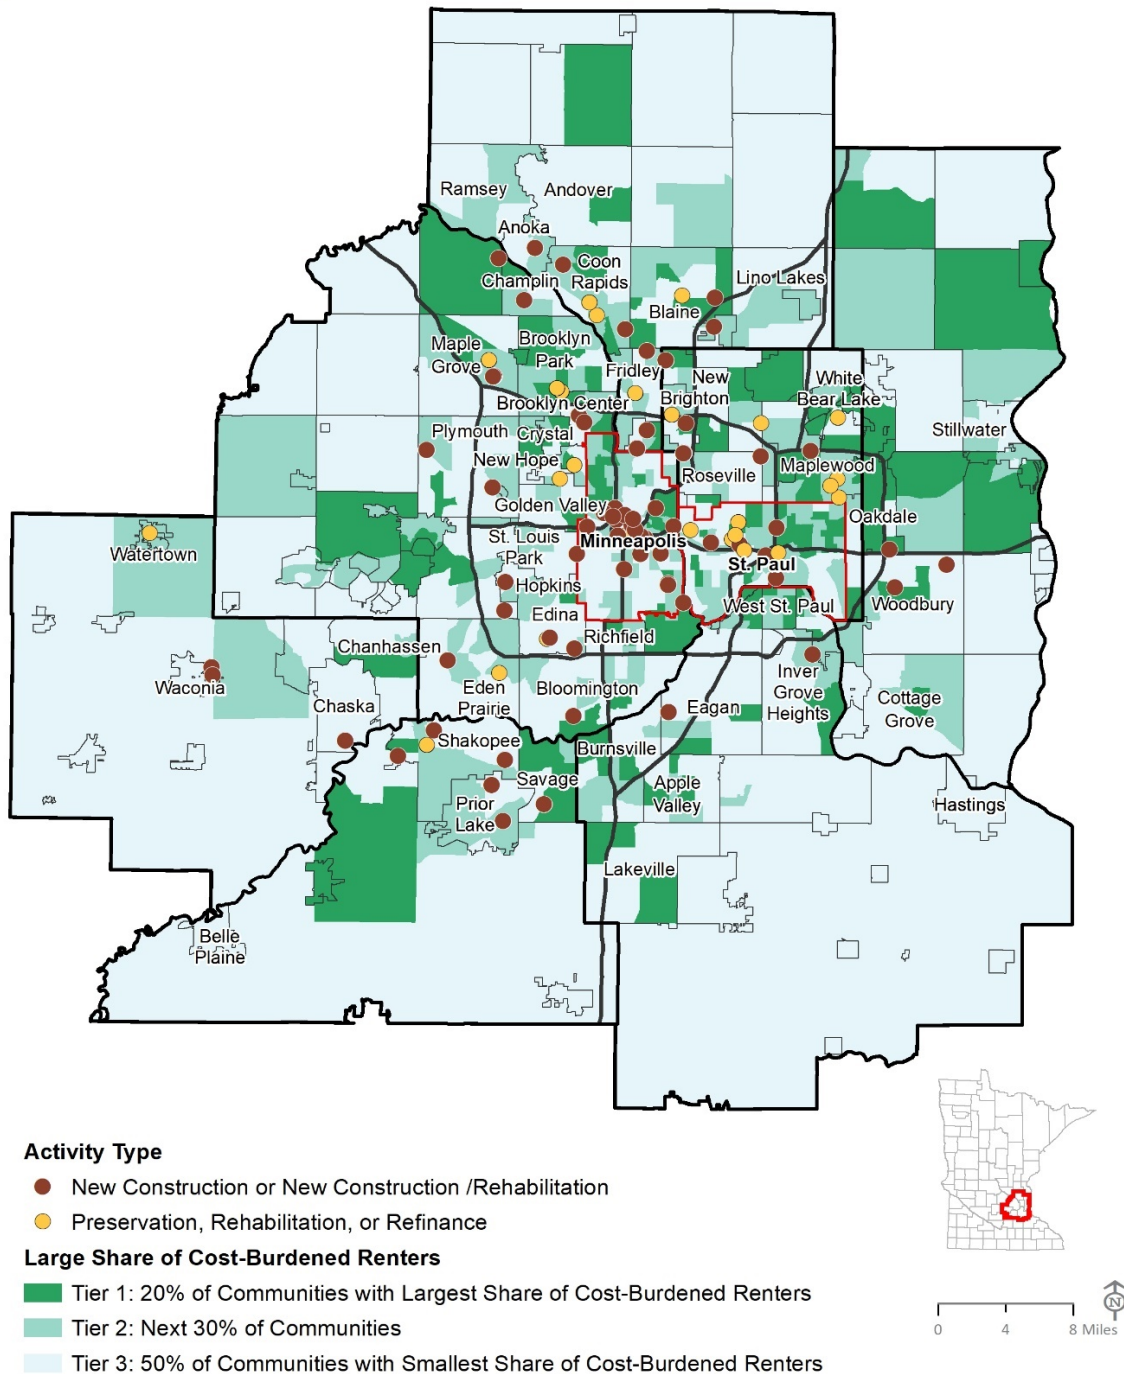 Ramsey
Andover
Anoka
Coon
Rapids
Champlin
Lino Lakes
Blaine
Maple
Grove
Brooklyn
Park
Fridley
New
Brighton
White
Bear Lake
Brooklyn Center
Plymouth
Crystal
Stillwater
New Hope
Roseville
Maplewood
Golden Valley
Oakdale
St. Louis
Park
Minneapolis
St. Paul
Watertown
Hopkins
West St. Paul
Woodbury
Edina
Richfield
Chanhassen
Waconia
Eden
Prairie
Bloomington
Inver
Grove
Heights
Cottage
Grove
Chaska
Eagan
Shakopee
Burnsville
Savage
Apple
Valley
Prior
Lake
Hastings
Lakeville
Belle
Plaine
Activity Type
New Construction or New Construction /Rehabilitation
Preservation, Rehabilitation, or Refinance
Large Share of Cost-Burdened Renters
Tier 1: 20% of Communities with Largest Share of Cost-Burdened Renters
Tier 2: Next 30% of Communities
Tier 3: 50% of Communities with Smallest Share of Cost-Burdened Renters
N
0 4 8 Miles